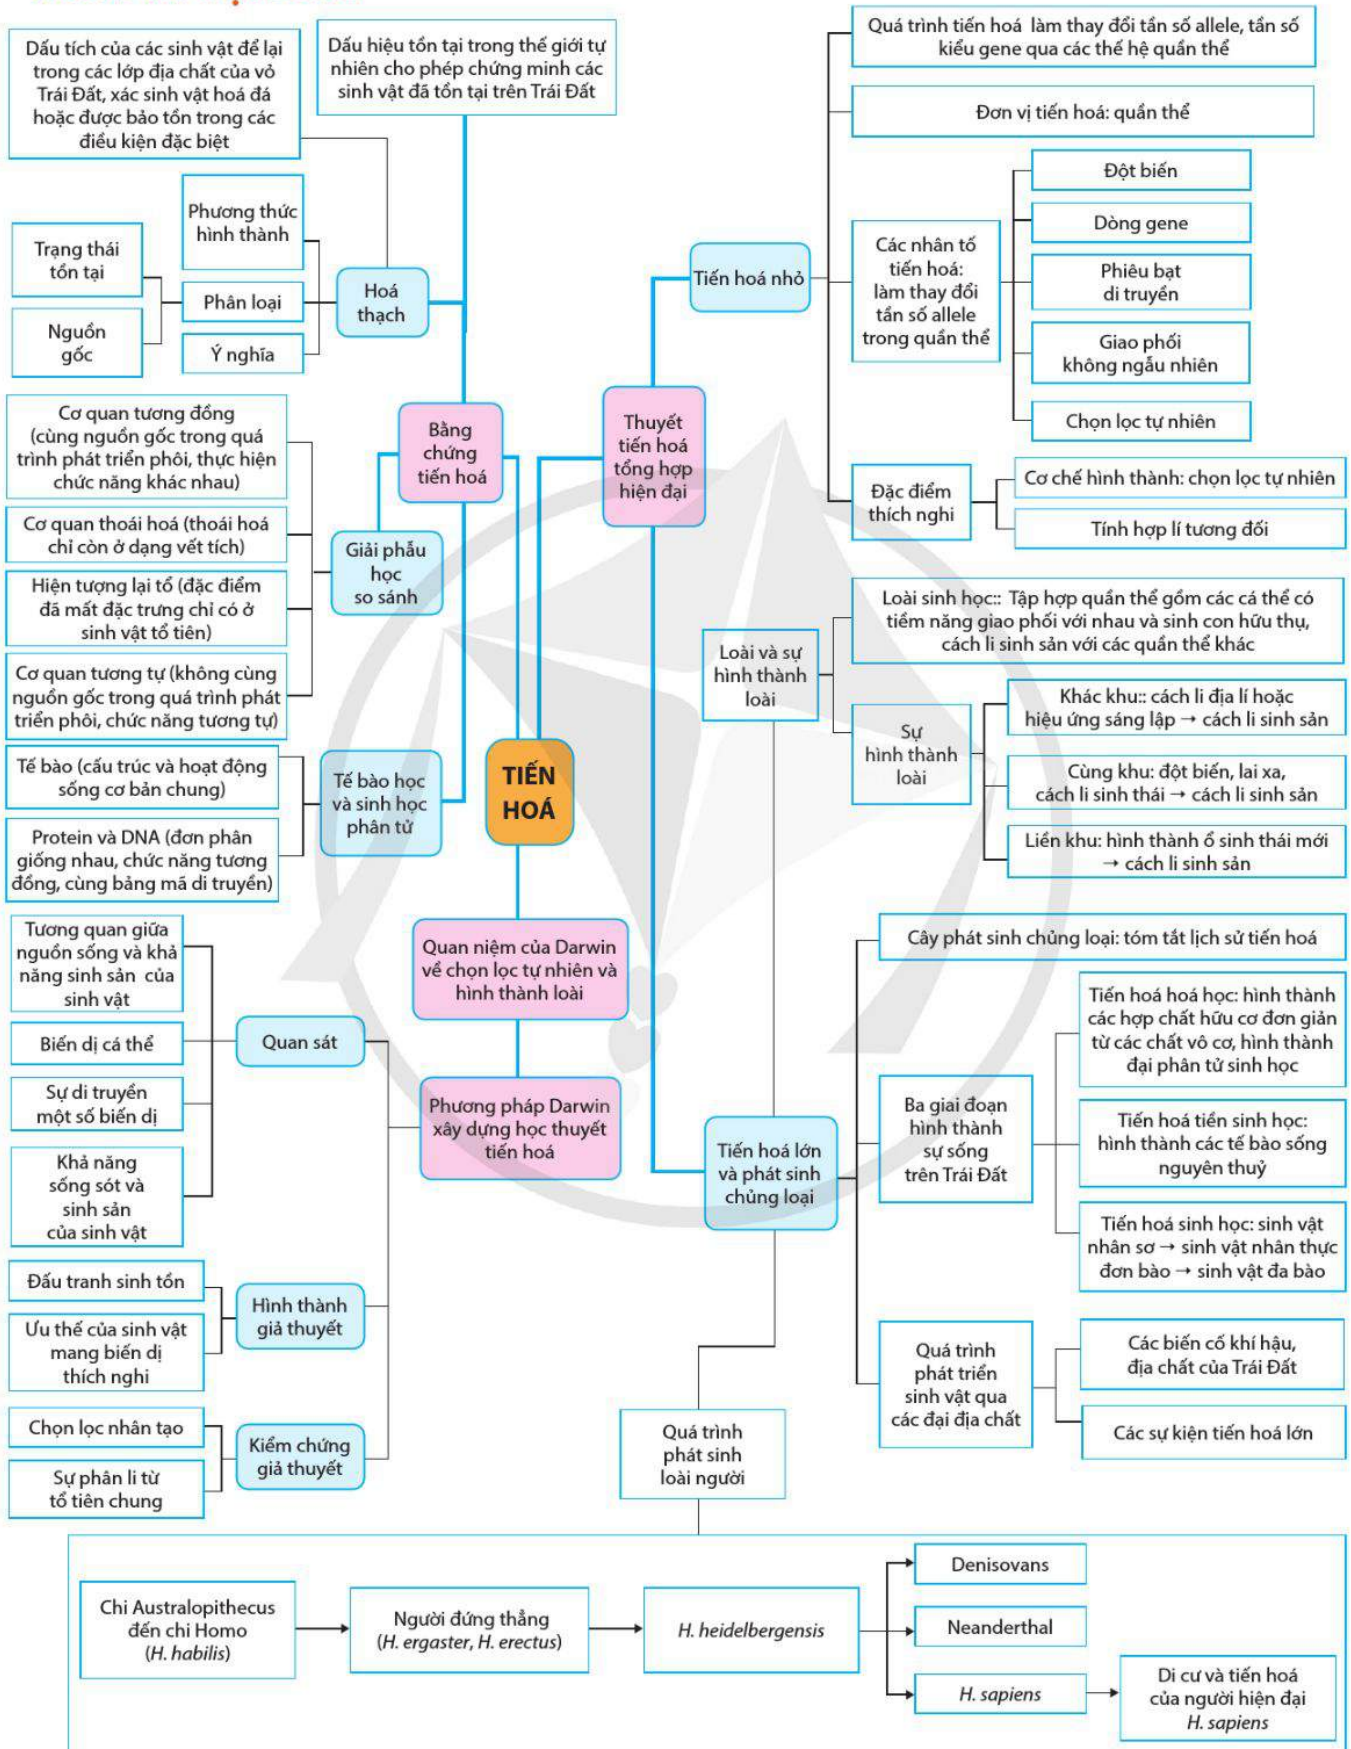 Dấu tích của các sinh vật để lại
trong các lớp địa chất của vỏ
Trái Đất, xác sinh vật hoá đá
hoặc được bảo tồn trong các
điều kiện đặc biệt
Dấu hiệu tồn tại trong thế giới tự
nhiên cho phép chứng minh các
sinh vật đã tồn tại trên Trái Đất
Phương thức
hình thành
Trạng thái
tồn tại
Phân loại
Nguồn
gốc
Ý nghĩa
Hoá
thạch
Cơ quan tương đồng
(cùng nguồn gốc trong quá
trình phát triển phôi, thực hiện
chức năng khác nhau)
Cơ quan thoái hoá (thoái hoá
chỉ còn ở dạng vết tích)
Hiện tượng lại tổ (đặc điểm
đã mất đặc trưng chỉ có ở
sinh vật tổ tiên)
Cơ quan tương tự (không cùng
nguồn gốc trong quá trình phát
triển phôi, chức năng tương tự)
Giải phẫu
học
so sánh
Bằng
chứng
tiến hoá
Tế bào (cấu trúc và hoạt động
sống cơ bản chung)
Protein và DNA (đơn phân
giống nhau, chức năng tương
đồng, cùng bảng mã di truyền)
Tế bào học
và sinh học
phân tử
TIẾN
HOÁ
Quan niệm của Darwin
về chọn lọc tự nhiên và
hình thành loài
Phương pháp Darwin
xây dựng học thuyết
tiến hoá
Tương quan giữa
nguồn sống và khả
năng sinh sản của
sinh vật
Biến dị cá thể
Sự di truyền
một số biến dị
Khả năng
sống sót và
sinh sản
của sinh vật
Quan sát
Đấu tranh sinh tồn
Ưu thế của sinh vật
mang biến dị
thích nghi
Hình thành
giả thuyết
Chọn lọc nhân tạo
Sự phân li từ
tổ tiên chung
Kiểm chứng
giả thuyết
Thuyết
tiến hoá
tổng hợp
hiện đại
Tiến hoá nhỏ
Quá trình tiến hoá làm thay đổi tần số allele, tần số
kiểu gene qua các thế hệ quần thể
Đơn vị tiến hoá: quần thể
Các nhân tố
tiến hoá:
làm thay đổi
tần số allele
trong quần thể
Đột biến
Dòng gene
Phiêu bạt
di truyền
Giao phối
không ngẫu nhiên
Chọn lọc tự nhiên
Đặc điểm
thích nghi
Cơ chế hình thành: chọn lọc tự nhiên
Tính hợp lí tương đối
Loài và sự
hình thành
loài
Loài sinh học:: Tập hợp quần thể gồm các cá thể có
tiềm năng giao phối với nhau và sinh con hữu thụ,
cách li sinh sản với các quần thể khác
Sự
hình thành
loài
Khác khu:: cách li địa lí hoặc
hiệu ứng sáng lập → cách li sinh sản
Cùng khu: đột biến, lai xa,
cách li sinh thái → cách li sinh sản
Liền khu: hình thành ổ sinh thái mới
→ cách li sinh sản
Tiến hoá lớn
và phát sinh
chủng loại
Cây phát sinh chủng loại: tóm tắt lịch sử tiến hoá
Ba giai đoạn
hình thành
sự sống
trên Trái Đất
Tiến hoá hoá học: hình thành
các hợp chất hữu cơ đơn giản
từ các chất vô cơ, hình thành
đại phân tử sinh học
Tiến hoá tiền sinh học:
hình thành các tế bào sống
nguyên thuỷ
Tiến hoá sinh học: sinh vật
nhân sơ → sinh vật nhân thực
đơn bào → sinh vật đa bào
Quá trình
phát triển
sinh vật qua
các đại địa chất
Các biến cố khí hậu,
địa chất của Trái Đất
Các sự kiện tiến hoá lớn
Quá trình
phát sinh
loài người
Chi Australopithecus
đến chi Homo
(H. habilis)
Người đứng thẳng
(H. ergaster, H. erectus)
H. heidelbergensis
Denisovans
Neanderthal
H. sapiens
Di cư và tiến hoá
của người hiện đại
H. sapiens